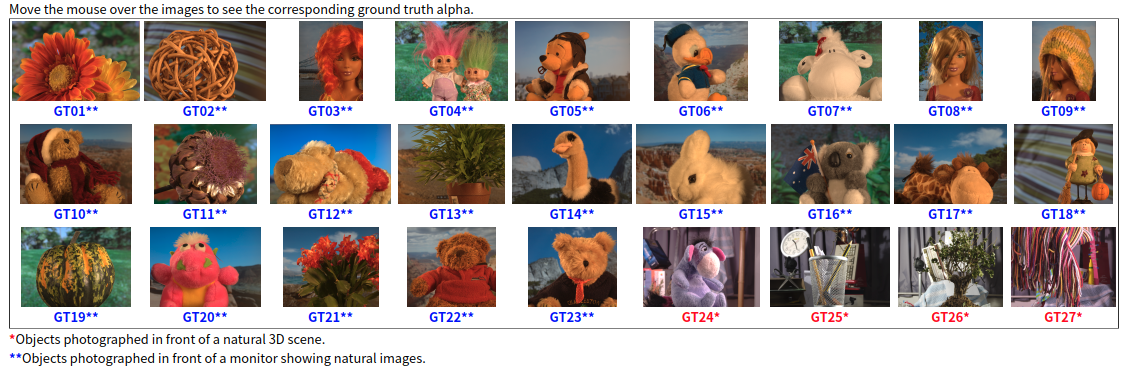 Move the mouse over the images to see the corresponding ground truth alpha.
GT01** GT02** GT03** GT04** GT05** GT06** GT07** GT08** GT09**
GT10** GT11** GT12** GT13** GT14** GT15** GT16** GT17** GT18**
GT19** GT20** GT21** GT22** GT23** GT24* GT25* GT26* GT27*
*Objects photographed in front of a natural 3D scene.
**Objects photographed in front of a monitor showing natural images.